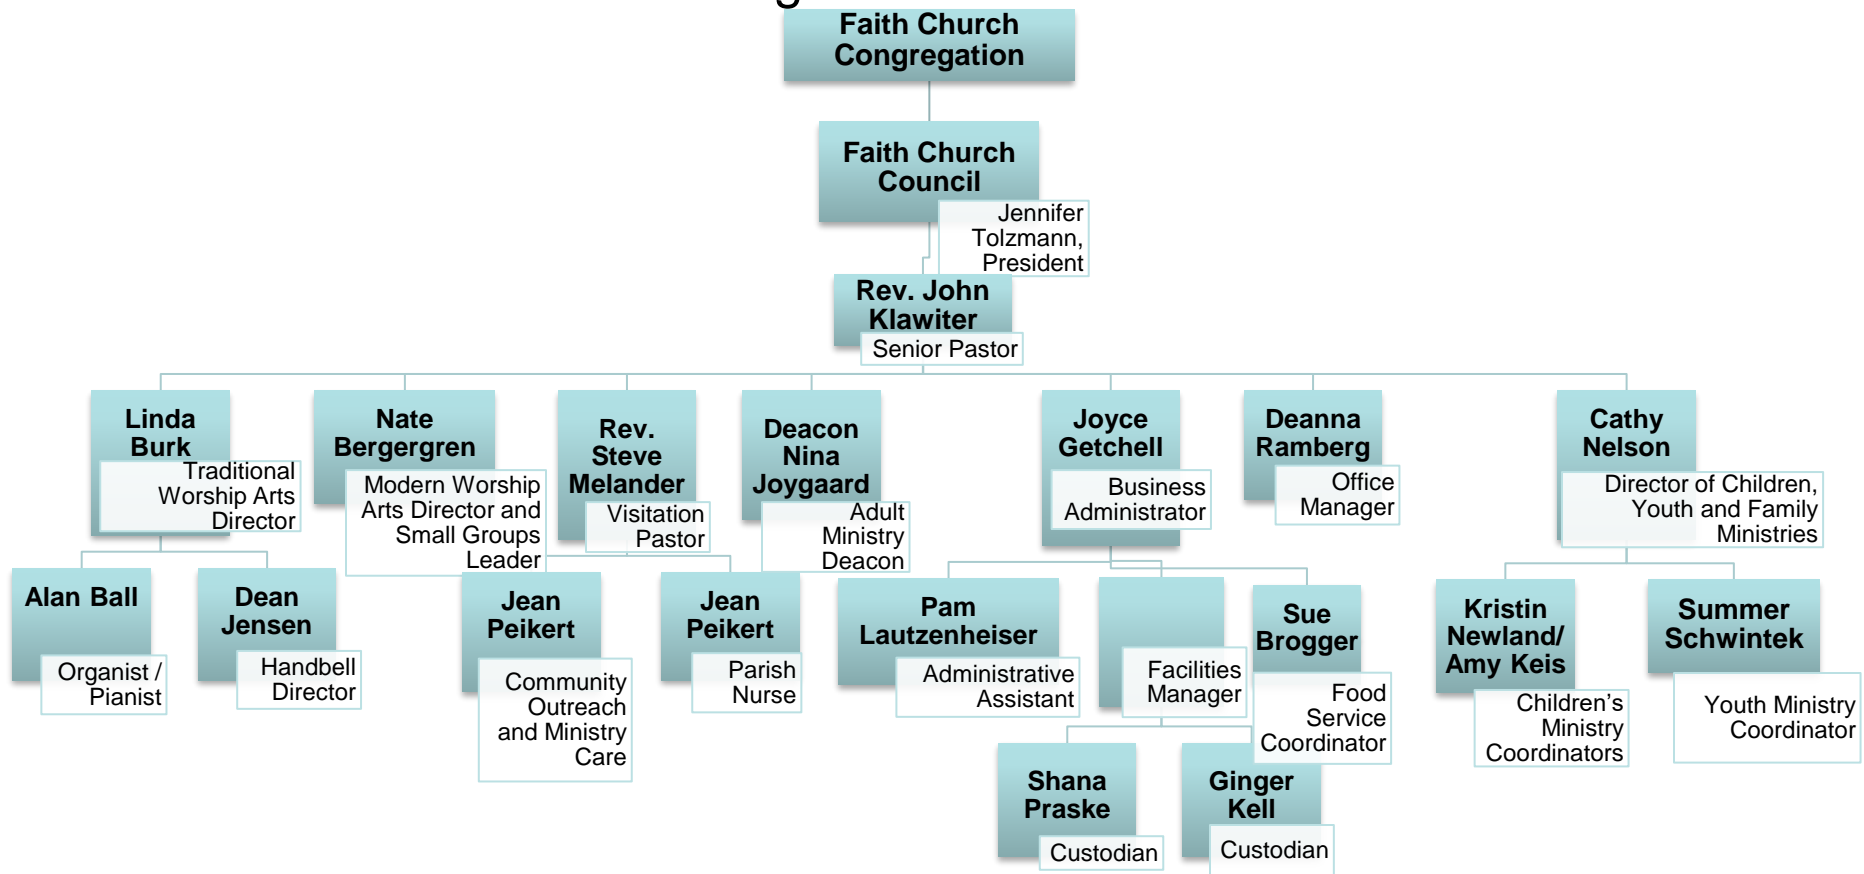 Faith Church
Congregation
Faith Church
Council
Jennifer
Tolzmann,
President
Rev. John
Klawiter
Senior Pastor
Linda
Burk
Traditional
Worship Arts
Director
Nate
Bergergren
Modern Worship
Arts Director and
Small Groups
Leader
Rev.
Steve
Melander
Visitation
Pastor
Deacon
Nina
Joygaard
Adult
Ministry
Deacon
Joyce
Getchell
Business
Administrator
Deanna
Ramberg
Office
Manager
Cathy
Nelson
Director of Children,
Youth and Family
Ministries
Alan Ball
Organist /
Pianist
Dean
Jensen
Handbell
Director
Jean
Peikert
Community
Outreach
and Ministry
Care
Jean
Peikert
Parish
Nurse
Pam
Lautzenheiser
Administrative
Assistant
Facilities
Manager
Sue
Brogger
Food
Service
Coordinator
Kristin
Newland/
Amy Keis
Children’s
Ministry
Coordinators
Summer
Schwintek
Youth Ministry
Coordinator
Shana
Praske
Custodian
Ginger
Kell
Custodian